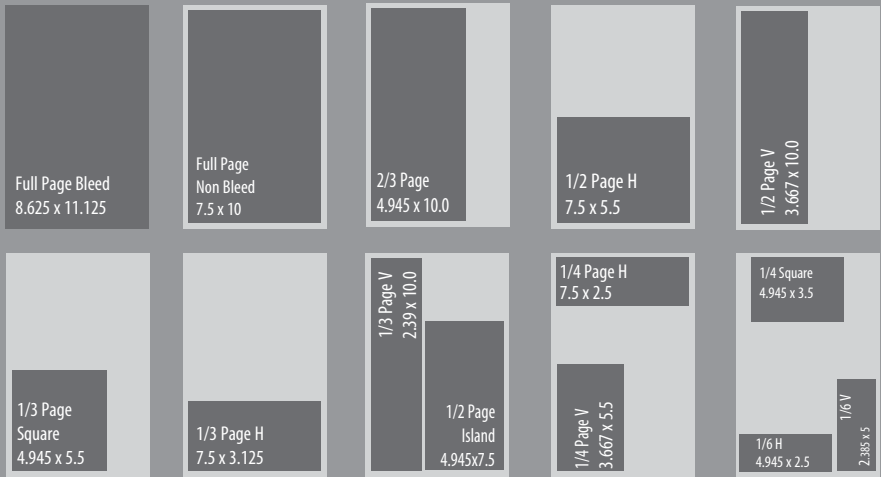 Full Page Bleed
8.625 x 11.125
Full Page
Non Bleed
7.5 x 10
2/3 Page
4.945 x 10.0
1/2 Page H
7.5 x 5.5
1/2 Page V
3.667 x 10.0
1/3 Page
Square
4.945 x 5.5
1/3 Page H
7.5 x 3.125
1/3 Page V
2.39 x 10.0
1/2 Page
Island
4.945x7.5
1/4 Page H
7.5 x 2.5
1/4 Page V
3.667 x 5.5
1/4 Square
4.945 x 3.5
1/6 H
4.945 x 2.5
1/6 V
2.385 x 5